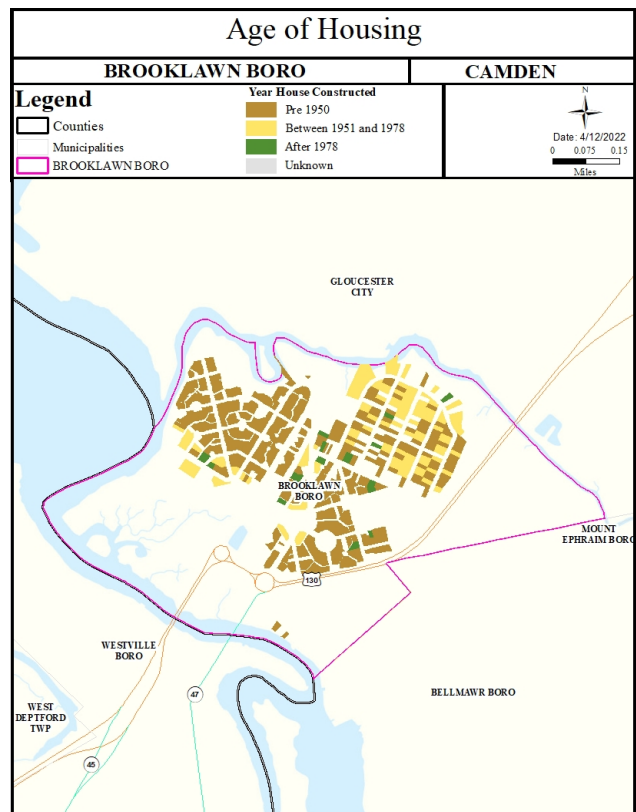 Age of Housing
BROOKLAWN BORO
CAMDEN
Legend
Counties
Municipalities
BROOKLAWN BORO
Year House Constructed
Pre 1950
Between 1951 and 1978
After 1978
Unknown
N
Date: 4/12/2022
0 0.075 0.15
Miles
GLOUCESTER
CITY
BROOKLAWN
BORO
MOUNT
EPHRAIM BORO
130
WESTVILLE
BORO
47
BELLMAWR BORO
WEST
DEPTFORD
TWP
45